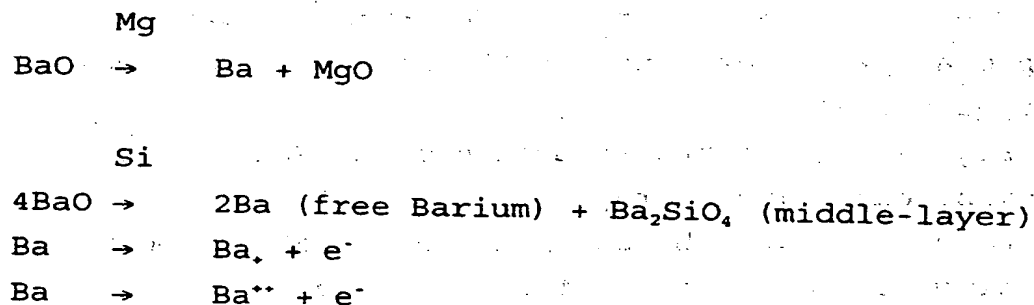 Mg
BaO → Ba + MgO
Si
4BaO → 2Ba (free Barium) + Ba₂SiO₄ (middle-layer)
Ba → Ba₊ + e⁻
Ba → Ba⁺⁺ + e⁻